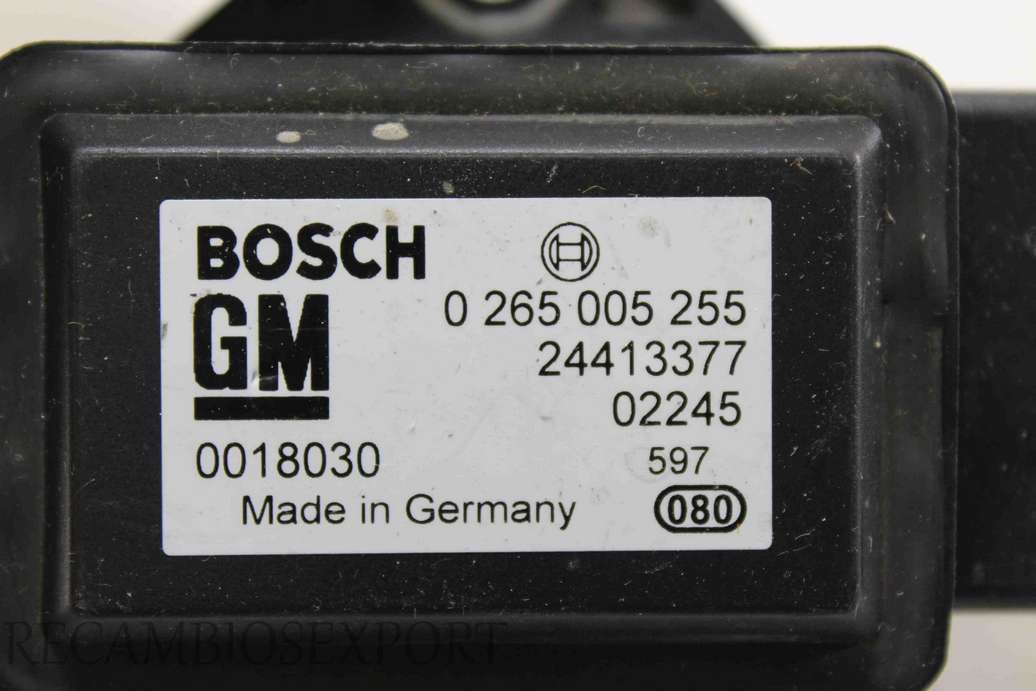 BOSCH
GM
0 265 005 255
24413377
02245
0018030 597
Made in Germany 080
RECAMBIOSEXPORT